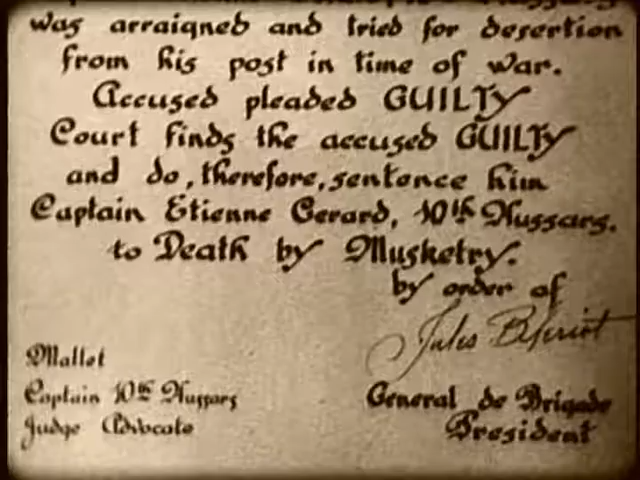 was arraigned and tried for desertion
from his post in time of war.
Accused pleaded GUILTY
Court finds the accused GUILTY
and do, therefore, sentence him
Captain Etienne Gerard, 10th Hussars.
to Death by Musketry.
by order of
Jules
Mallet
Captain 10th Hussars
Judge Advocate
General de Brigade
President